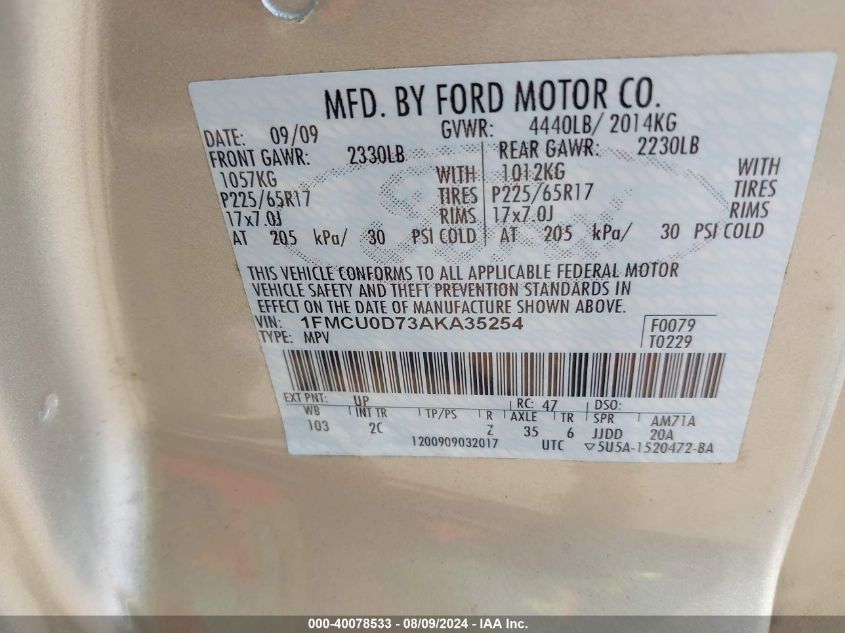 MFD. BY FORD MOTOR CO.
DATE: 09/09 GVWR: 4440LB/ 2014KG
FRONT GAWR: 2330LB REAR GAWR: 2230LB
1057KG WITH 1012KG WITH
P225/65R17 TIRES P225/65R17 TIRES
17x7.0J RIMS 17x7.0J RIMS
AT 205 kPa/ 30 PSI COLD AT 205 kPa/ 30 PSI COLD
THIS VEHICLE CONFORMS TO ALL APPLICABLE FEDERAL MOTOR
VEHICLE SAFETY AND THEFT PREVENTION STANDARDS IN
EFFECT ON THE DATE OF MANUFACTURE SHOWN ABOVE.
VIN: 1FMCU0D73AKA35254 F0079
TYPE: MPV T0229
EXT PNT: UP RC: 47 DSO:
WB INT TR TP/PS R AXLE TR SPR AM71A
103 2C Z 35 6 JJDD 20A
1200909032017 UTC ▽5U5A-1520472-BA
000-40078533 - 08/09/2024 - IAA Inc.